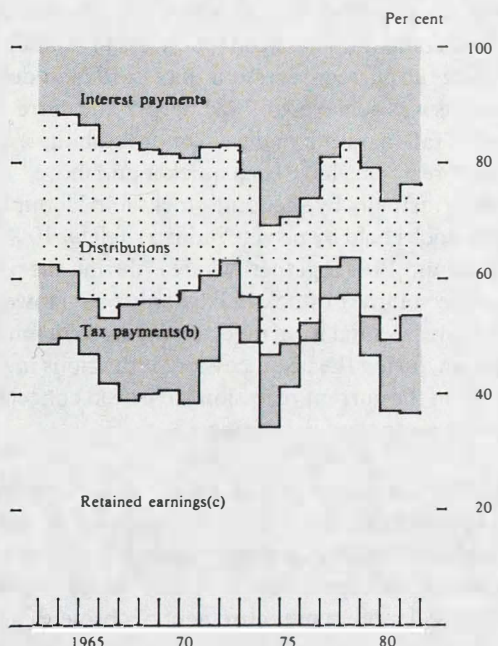 Per cent
100
Interest payments
80
Distributions
60
Tax payments(b)
40
Retained earnings(c)
20
1965 70 75 80